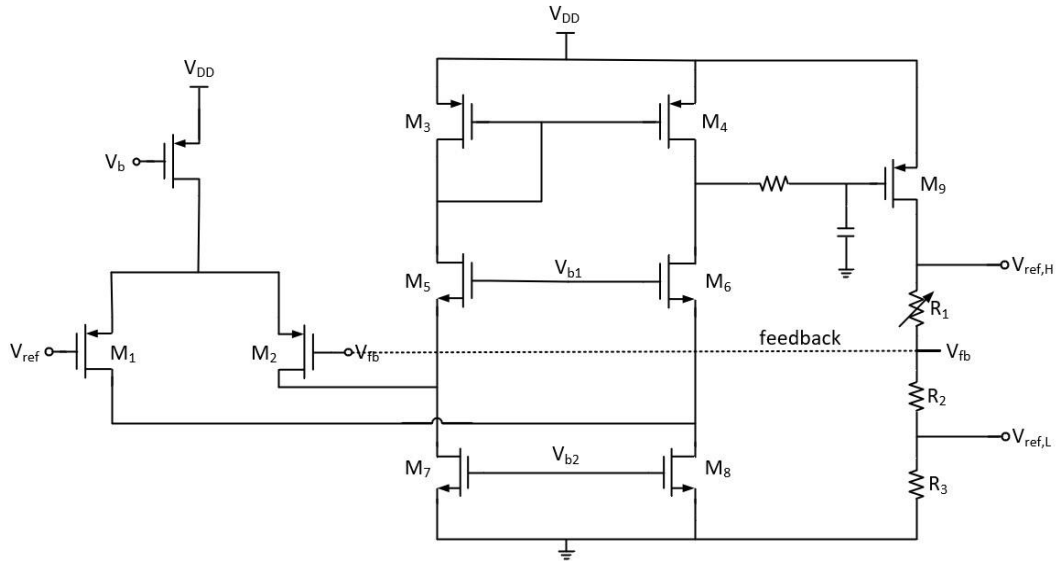 V_DD
V_DD
M_3
M_4
V_b
M_9
V_b1
M_5
M_6
V_ref,H
R_1
V_ref
M_1
M_2
V_fb
feedback
V_fb
R_2
V_ref,L
V_b2
M_7
M_8
R_3